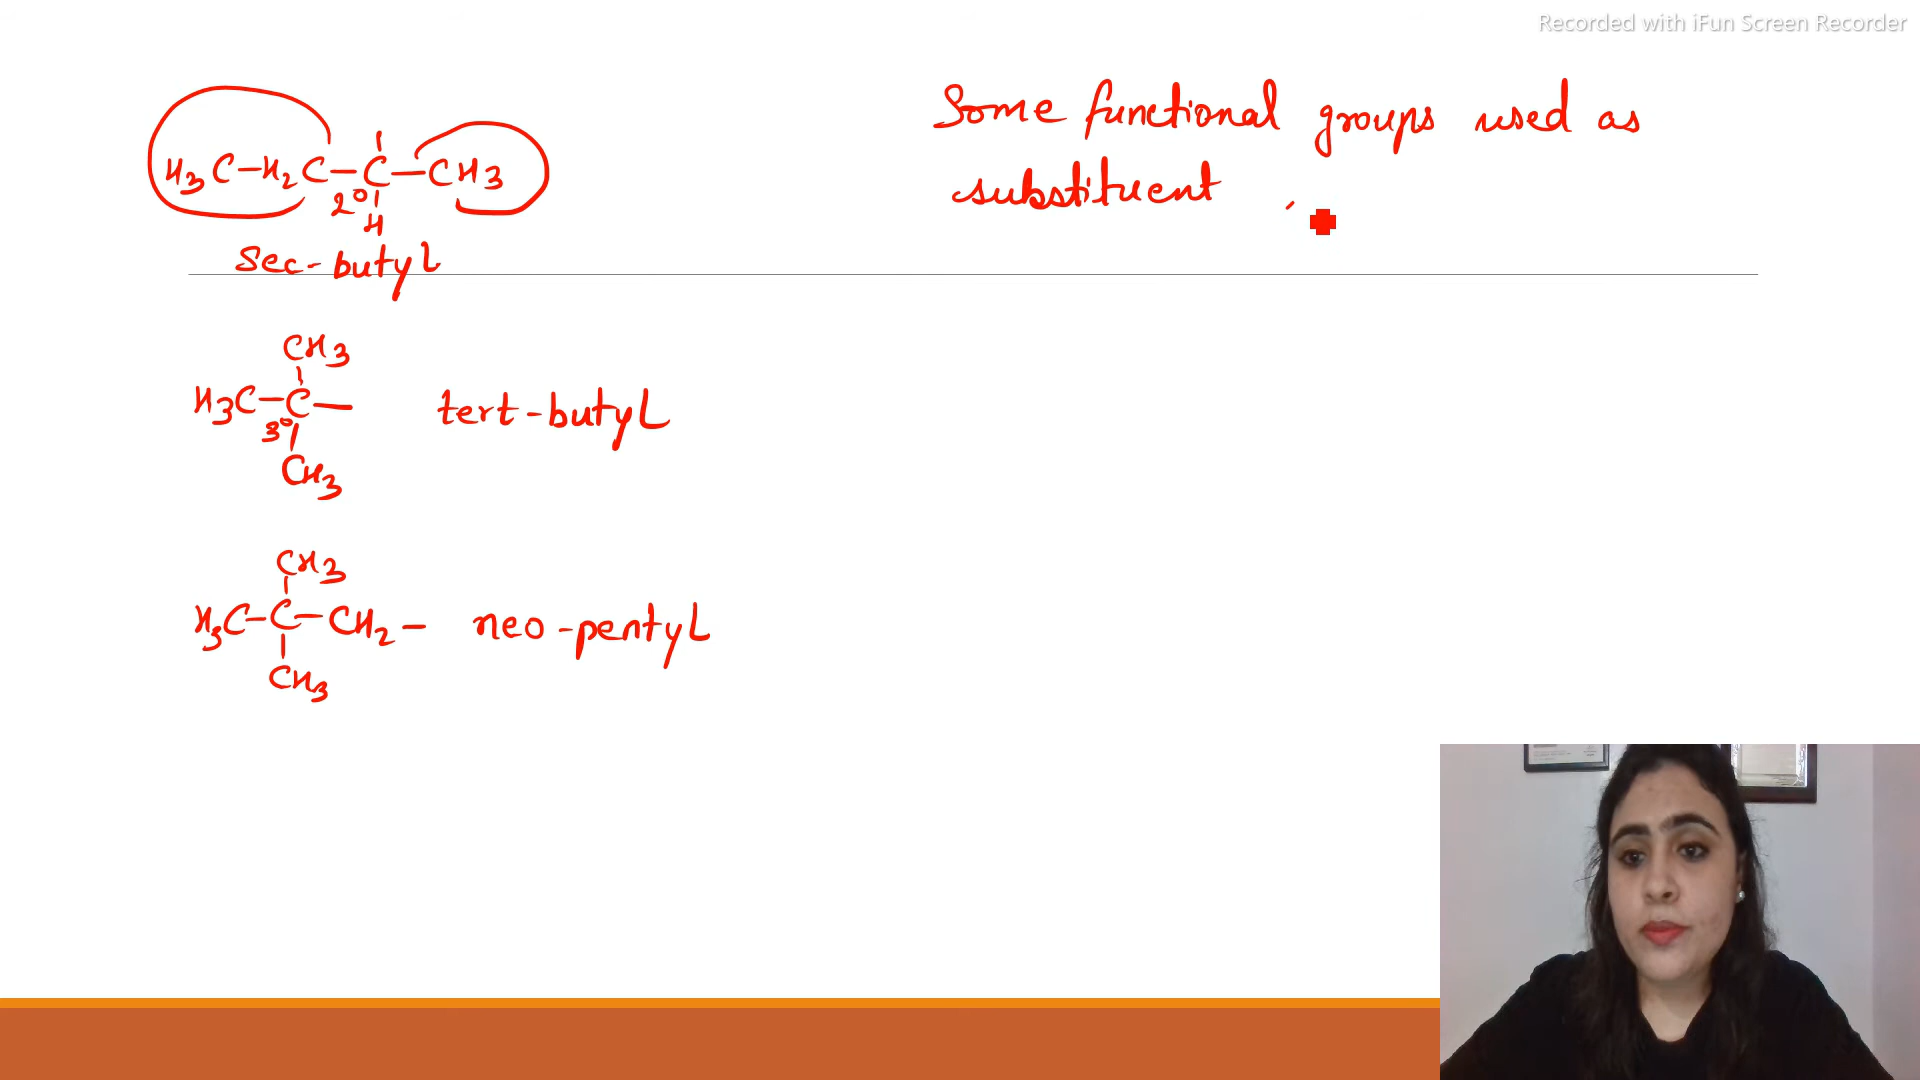 Recorded with iFun Screen Recorder
Some functional groups used as
substituent
H3C-H2C-C-CH3
2°
H
Sec-butyl
CH3
H3C-C-
3°
CH3
tert-butyl
CH3
H3C-C-CH2-
CH3
neo-pentyl